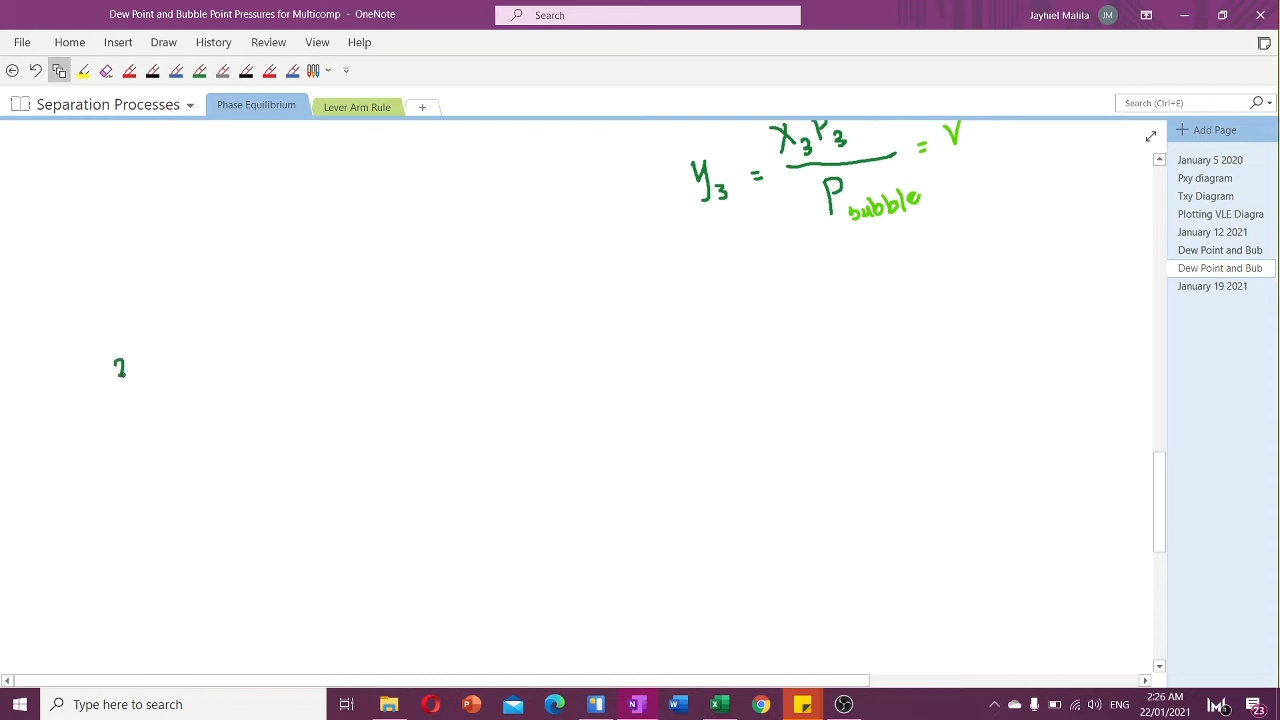 Dew Point and Bubble Point Pressures for Multicomp - OneNote
Search
Jayhiel Malila JM
File Home Insert Draw History Review View Help
Separation Processes
Phase Equilibrium
Lever Arm Rule
Search (Ctrl+E)
Add Page
January 5 2020
Pxy diagram
Txy Diagram
Plotting VLE Diagra
January 12 2021
Dew Point and Bub
Dew Point and Bub
January 19 2021
x3P3
y3 = = ✓
P bubble
2
Type here to search
2:26 AM
22/01/2021
23